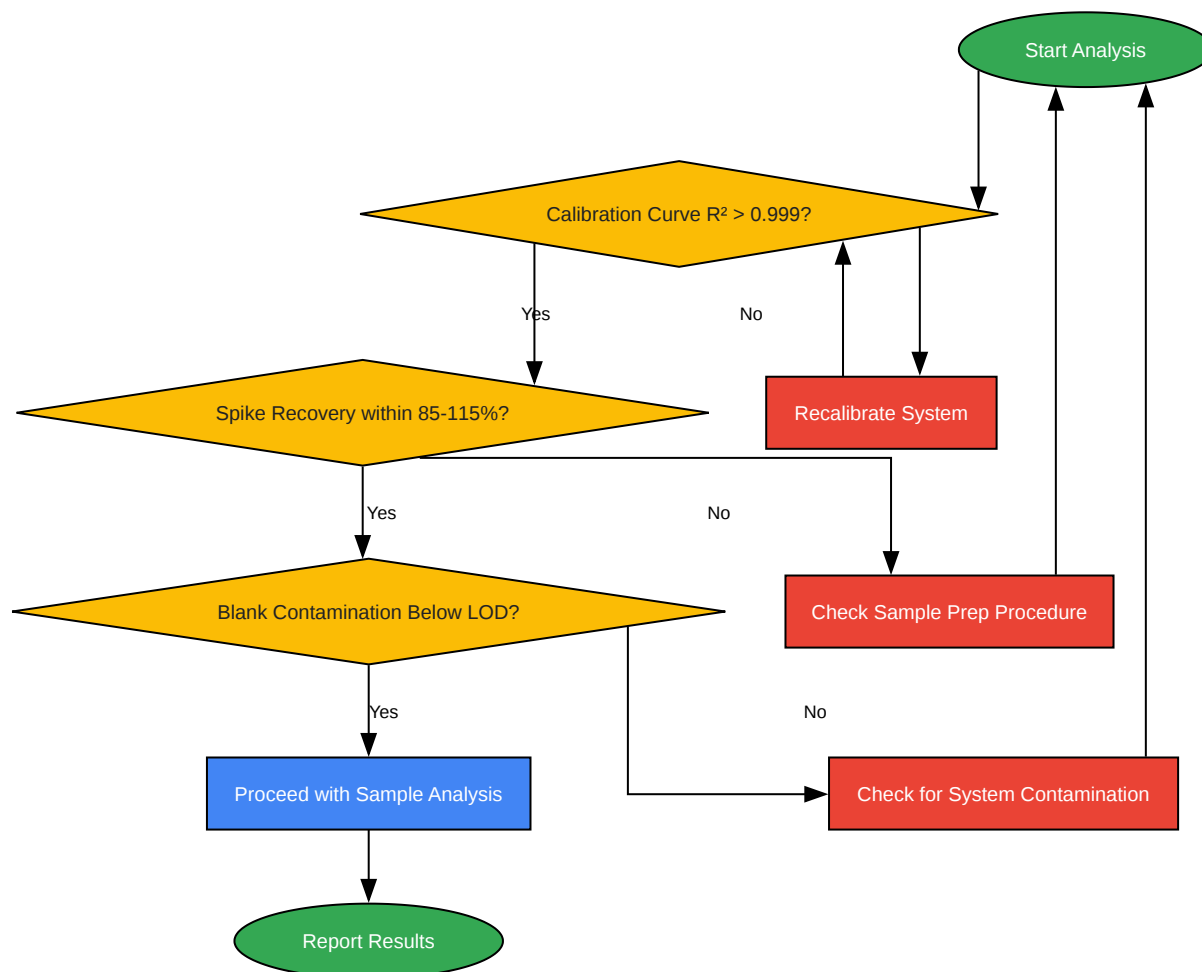 Start Analysis
Calibration Curve R² > 0.999?
Yes
No
Spike Recovery within 85-115%?
Recalibrate System
Yes
No
Blank Contamination Below LOD?
Check Sample Prep Procedure
Yes
No
Proceed with Sample Analysis
Check for System Contamination
Report Results